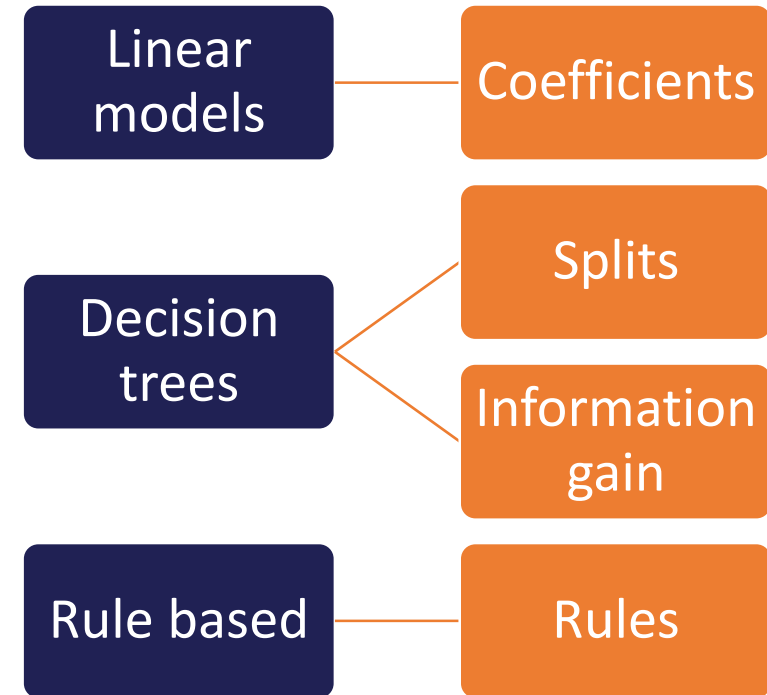 Linear
models
Coefficients
Decision
trees
Splits
Information
gain
Rule based
Rules